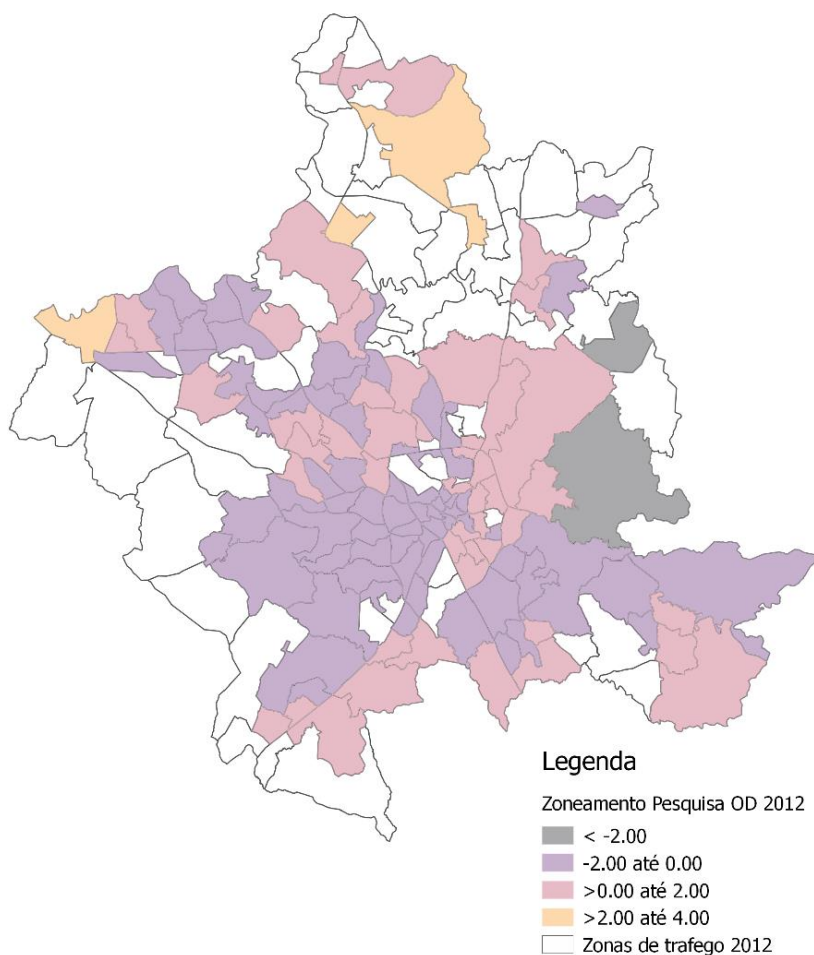 Legenda
Zoneamento Pesquisa OD 2012
< -2.00
-2.00 até 0.00
>0.00 até 2.00
>2.00 até 4.00
Zonas de trafego 2012